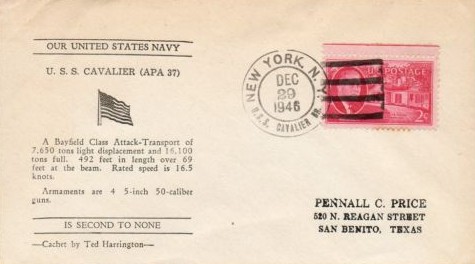 OUR UNITED STATES NAVY
U. S. S. CAVALIER (APA 37)
A Bayfield Class Attack-Transport of
7,650 tons light displacement and 16,100
tons full. 492 feet in length over 69
feet at the beam. Rated speed is 16.5
knots.
Armaments are 4 5-inch 50-caliber
guns.
IS SECOND TO NONE
—Cachet by Ted Harrington—
NEW YORK, N.Y.
DEC
29
1946
U.S.S. CAVALIER BR.
U.S. POSTAGE
2¢
PENNALL C. PRICE
520 N. REAGAN STREET
SAN BENITO, TEXAS